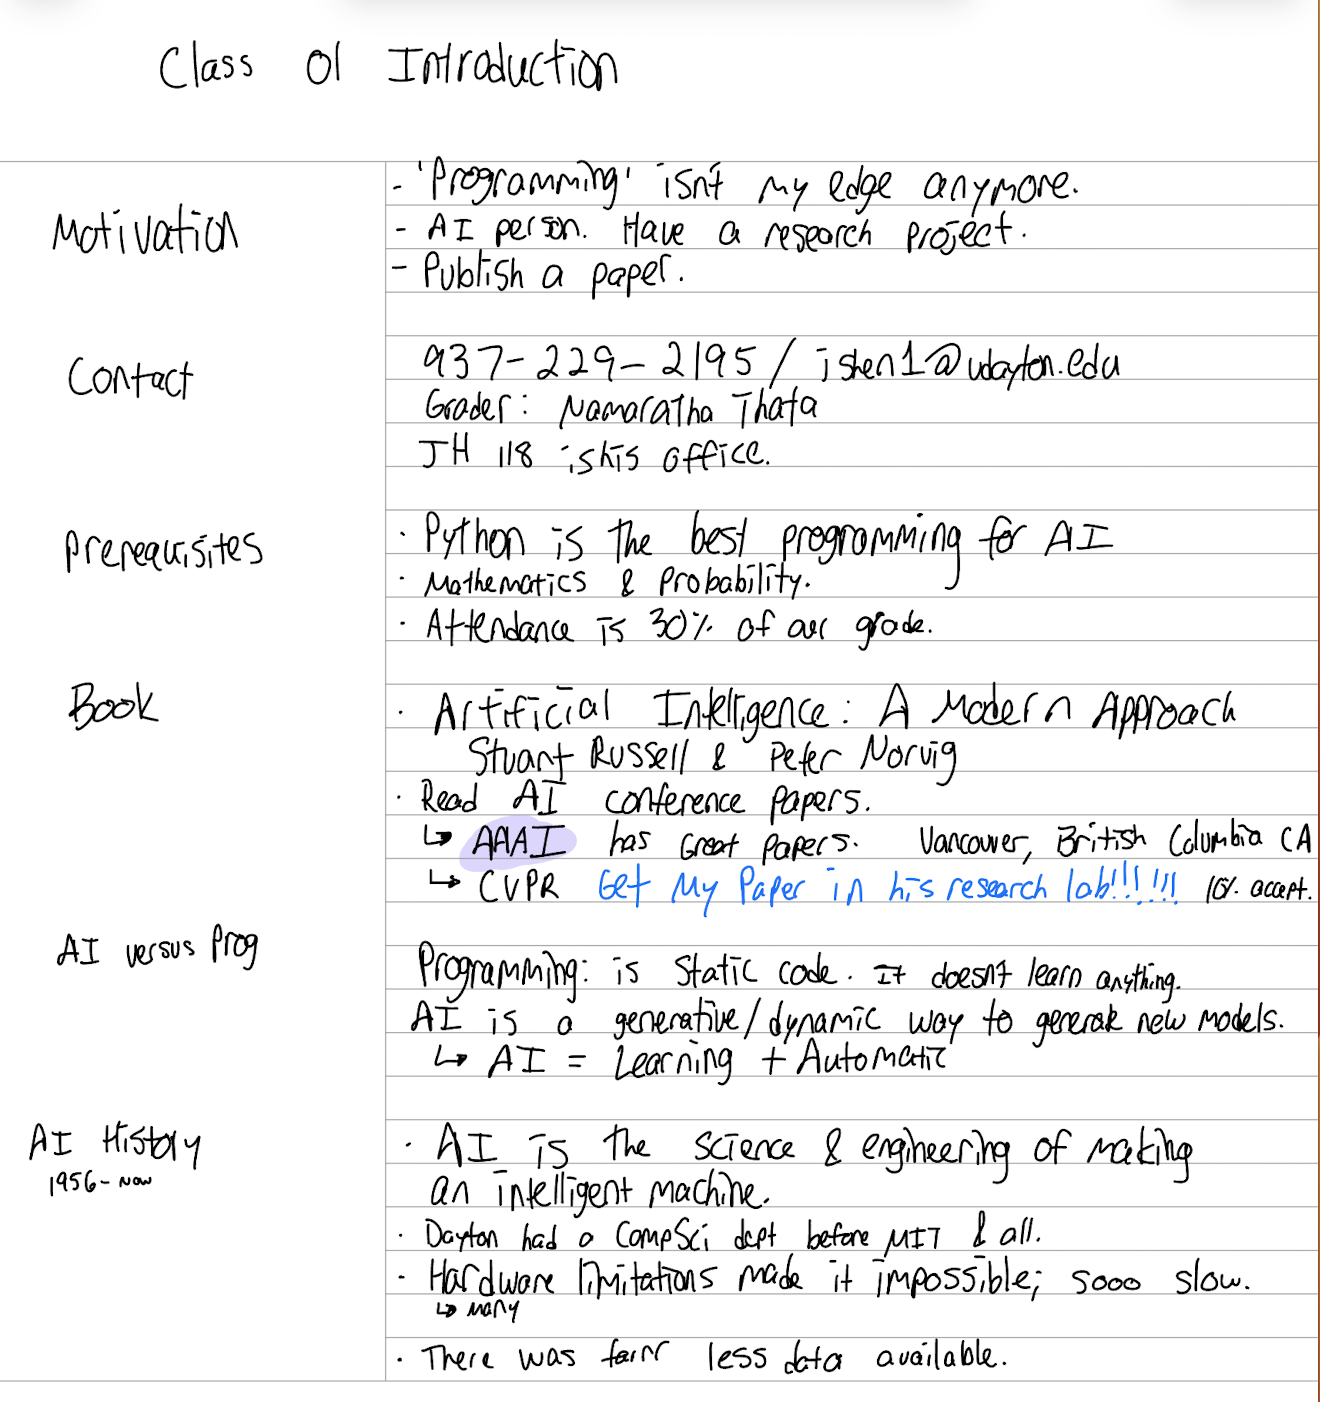 Class 01 Introduction
Motivation
- 'Programming' isn't my edge anymore.
- AI person. Have a research project.
- Publish a paper.
Contact
937-229-2195 / jshen1@udayton.edu
Grader: Namaratha Thata
JH 118 is his office.
Prerequisites
· Python is the best programming for AI
· Mathematics & Probability.
· Attendance is 30% of our grade.
Book
· Artificial Intelligence: A Modern Approach
Stuart Russell & Peter Norvig
· Read AI conference papers.
↳ AAAI has Great Papers. Vancouver, British Columbia CA
↳ CVPR Get My Paper in his research lab!!!!!! 16% accept.
AI versus Prog
Programming: is static code. It doesn't learn anything.
AI is a generative/dynamic way to generate new models.
↳ AI = Learning + Automatic
AI History
1956-Now
· AI is the science & engineering of making
an intelligent machine.
· Dayton had a CompSci dept before MIT & all.
· Hardware limitations made it impossible; sooo slow.
↳ many
· There was less data available.